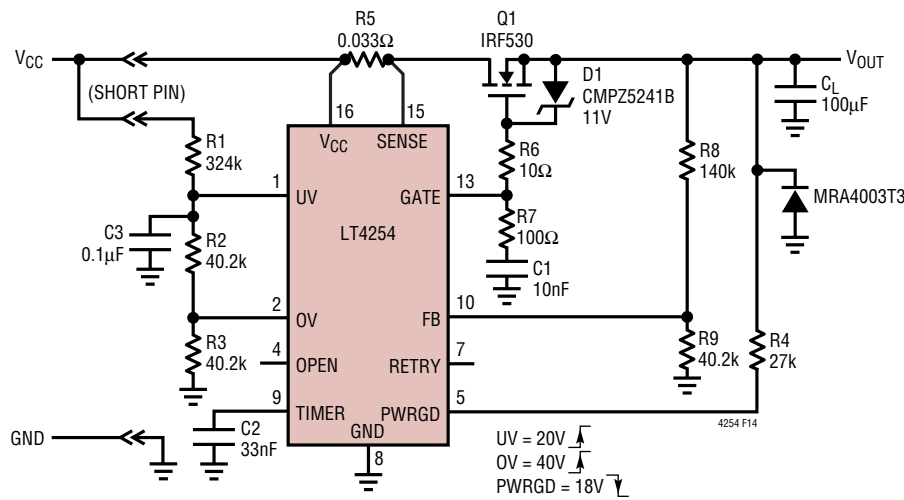 R5
0.033Ω
Q1
IRF530
VCC
VOUT
(SHORT PIN)
D1
CMPZ5241B
11V
CL
100µF
16
15
VCC
SENSE
R1
324k
R6
10Ω
R8
140k
1
UV
GATE
13
MRA4003T3
C3
0.1µF
R2
40.2k
LT4254
R7
100Ω
C1
10nF
2
OV
FB
10
R3
40.2k
4
OPEN
RETRY
7
R9
40.2k
R4
27k
9
TIMER
PWRGD
5
4254 F14
GND
C2
33nF
GND
8
UV = 20V
OV = 40V
PWRGD = 18V